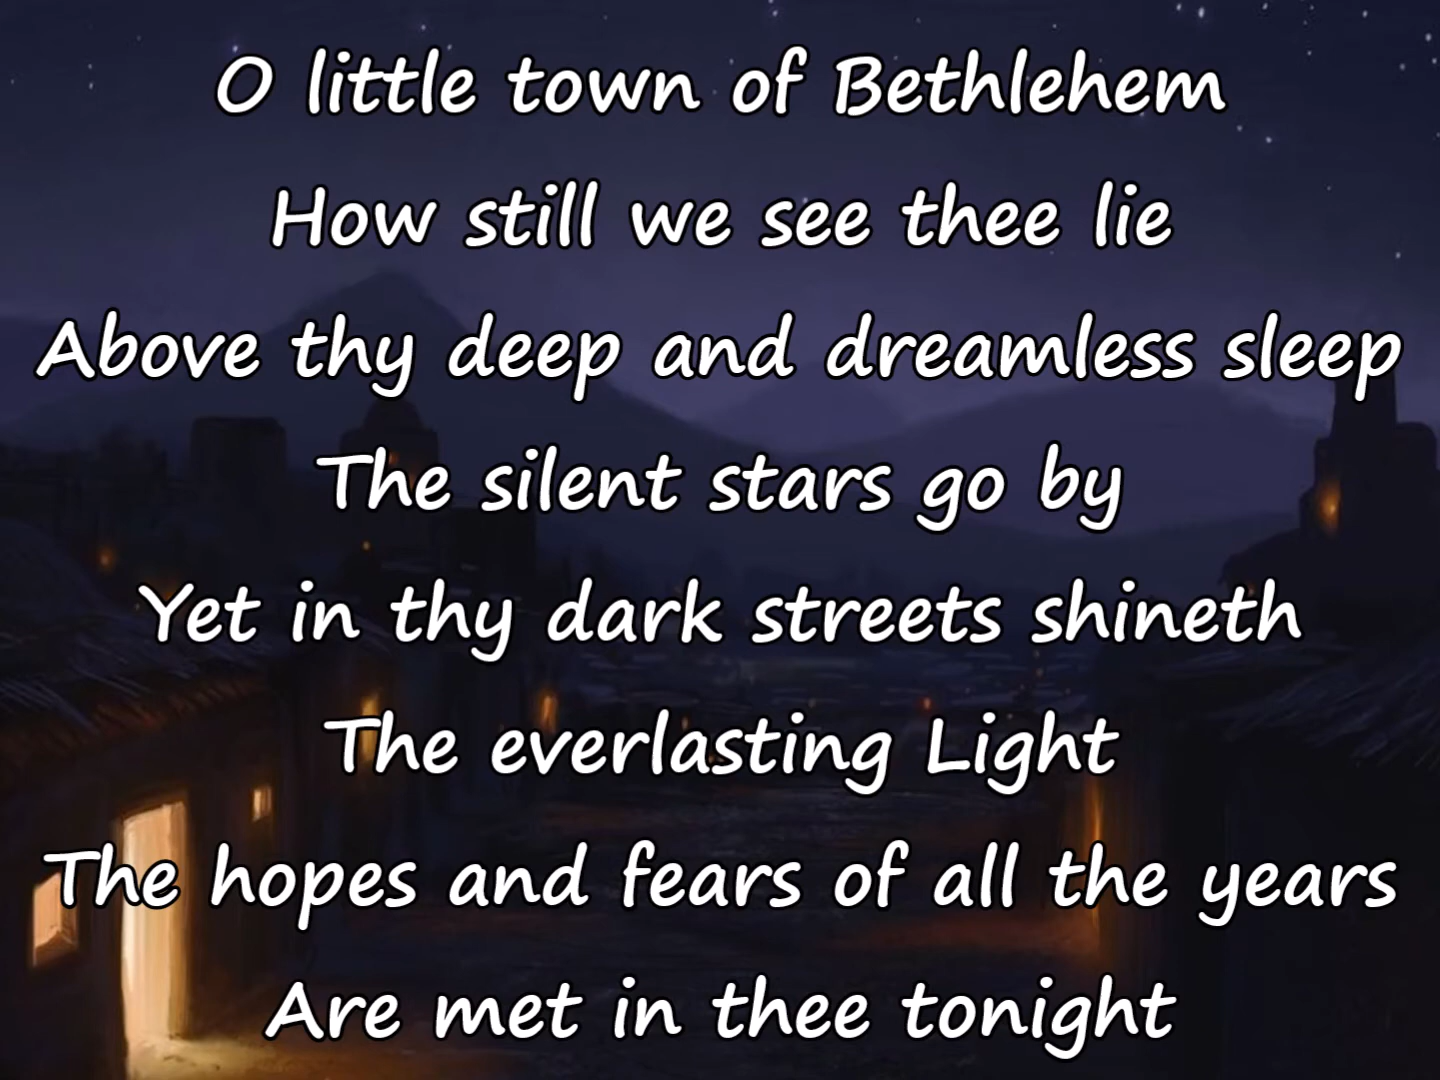 O little town of Bethlehem
How still we see thee lie
Above thy deep and dreamless sleep
The silent stars go by
Yet in thy dark streets shineth
The everlasting Light
The hopes and fears of all the years
Are met in thee tonight